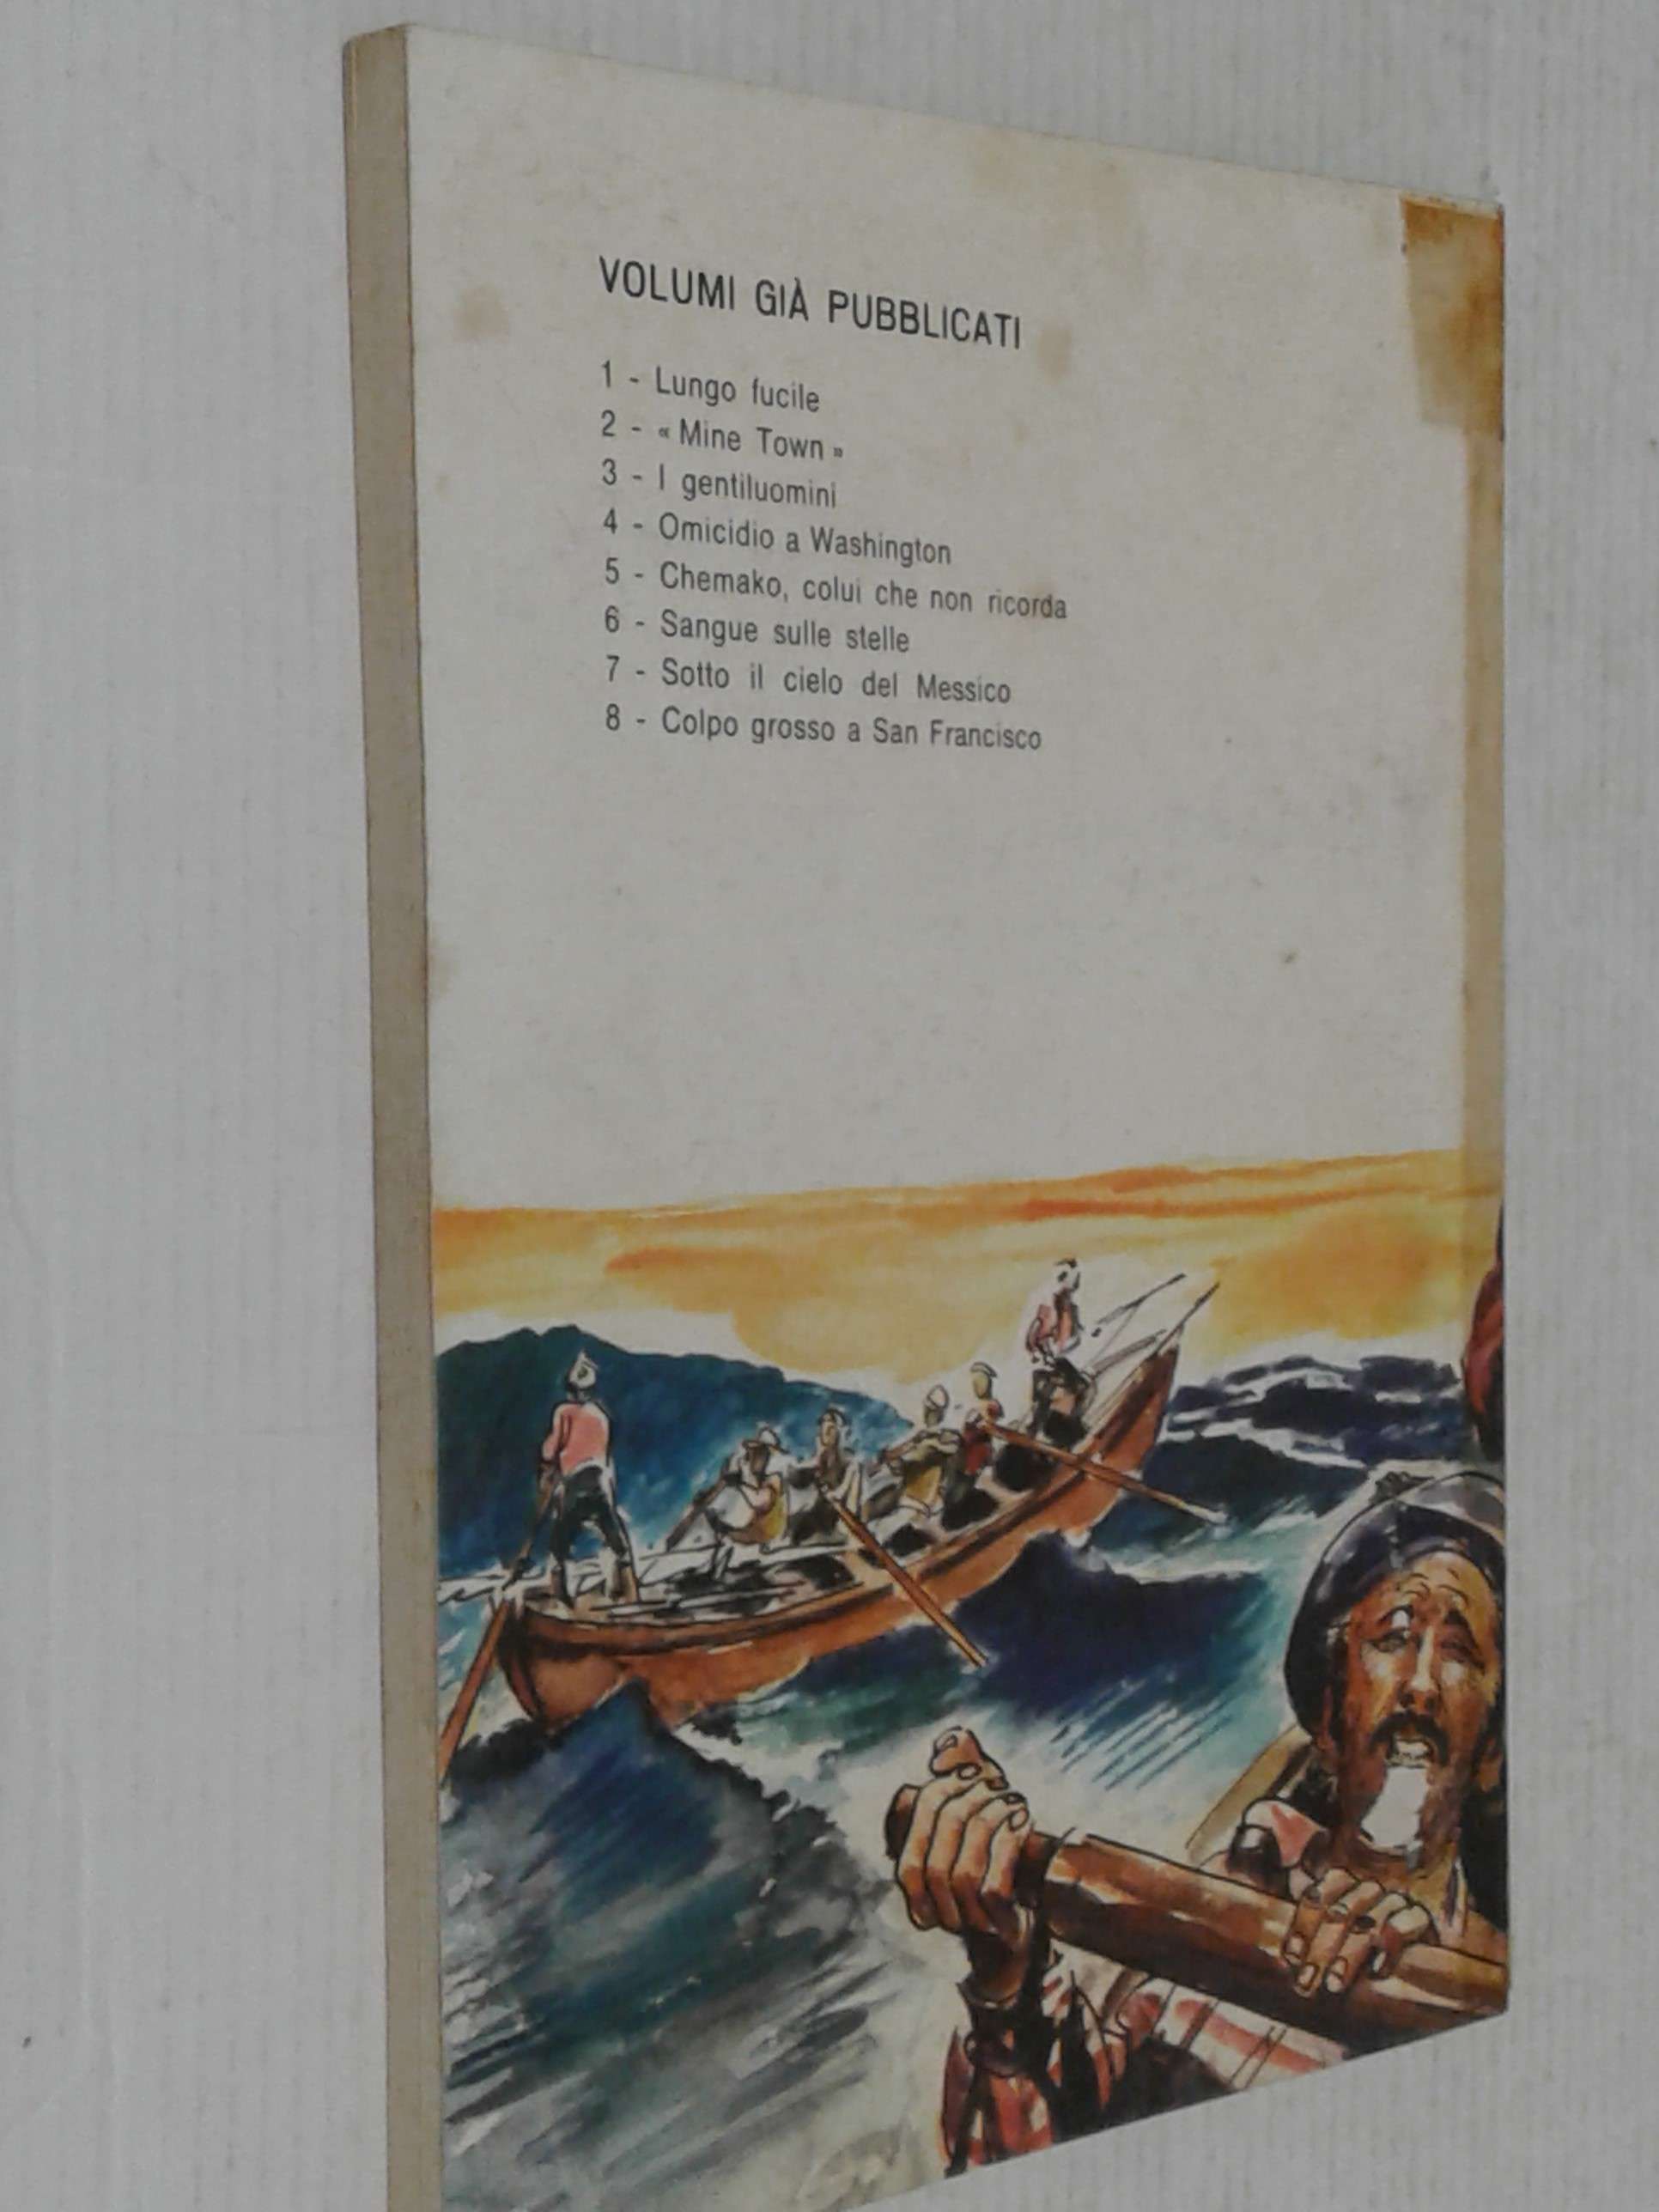 VOLUMI GIÀ PUBBLICATI
1 - Lungo fucile
2 - « Mine Town »
3 - I gentiluomini
4 - Omicidio a Washington
5 - Chemako, colui che non ricorda
6 - Sangue sulle stelle
7 - Sotto il cielo del Messico
8 - Colpo grosso a San Francisco